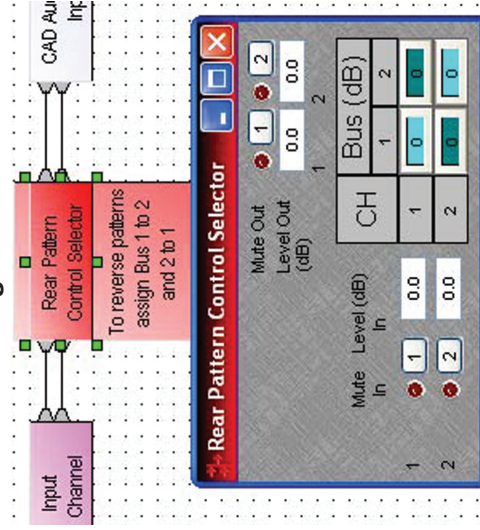 Input
Channel
Rear Pattern
Control Selector
To reverse patterns
assign Bus 1 to 2
and 2 to 1
CAD Au
Inp
Rear Pattern Control Selector
Mute Out
1
2
Level Out
(dB)
0.0
0.0
1
2
Mute
In
Level (dB)
In
CH
Bus (dB)
1
2
1
1
0.0
1
0
0
2
2
0.0
2
0
0